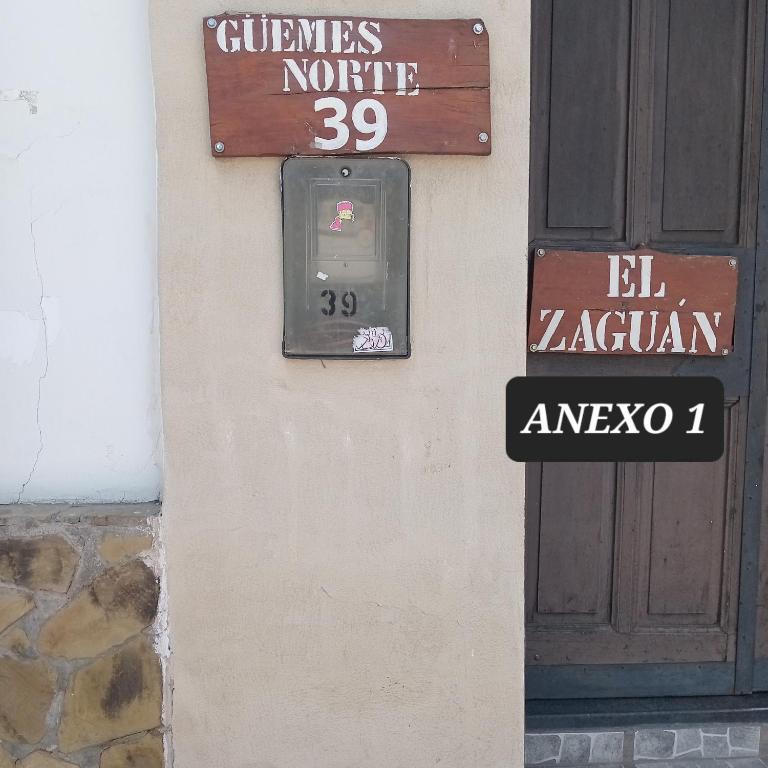 GÜEMES
NORTE
39
39
EL
ZAGUÁN
ANEXO 1